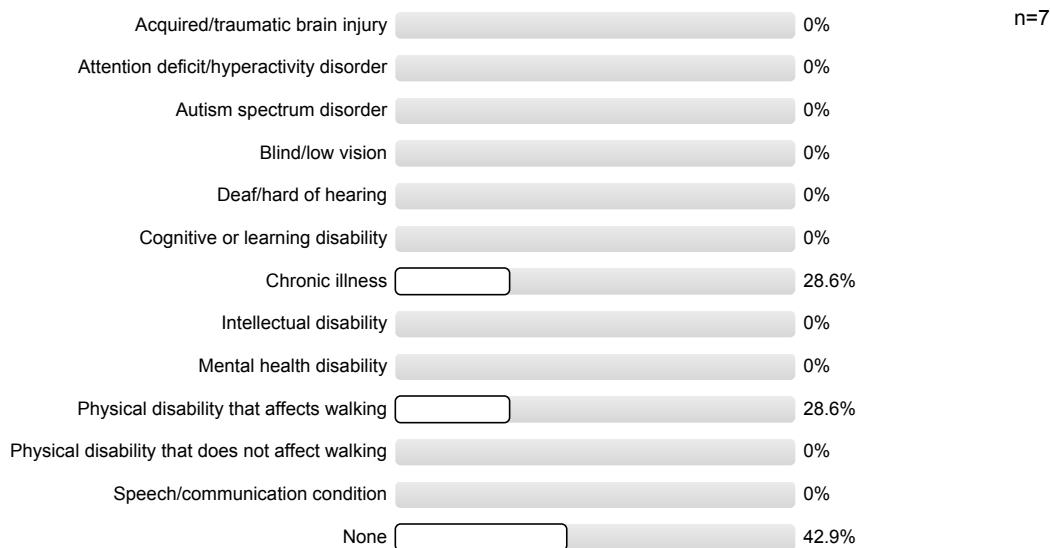 n=7
Acquired/traumatic brain injury 0%
Attention deficit/hyperactivity disorder 0%
Autism spectrum disorder 0%
Blind/low vision 0%
Deaf/hard of hearing 0%
Cognitive or learning disability 0%
Chronic illness 28.6%
Intellectual disability 0%
Mental health disability 0%
Physical disability that affects walking 28.6%
Physical disability that does not affect walking 0%
Speech/communication condition 0%
None 42.9%